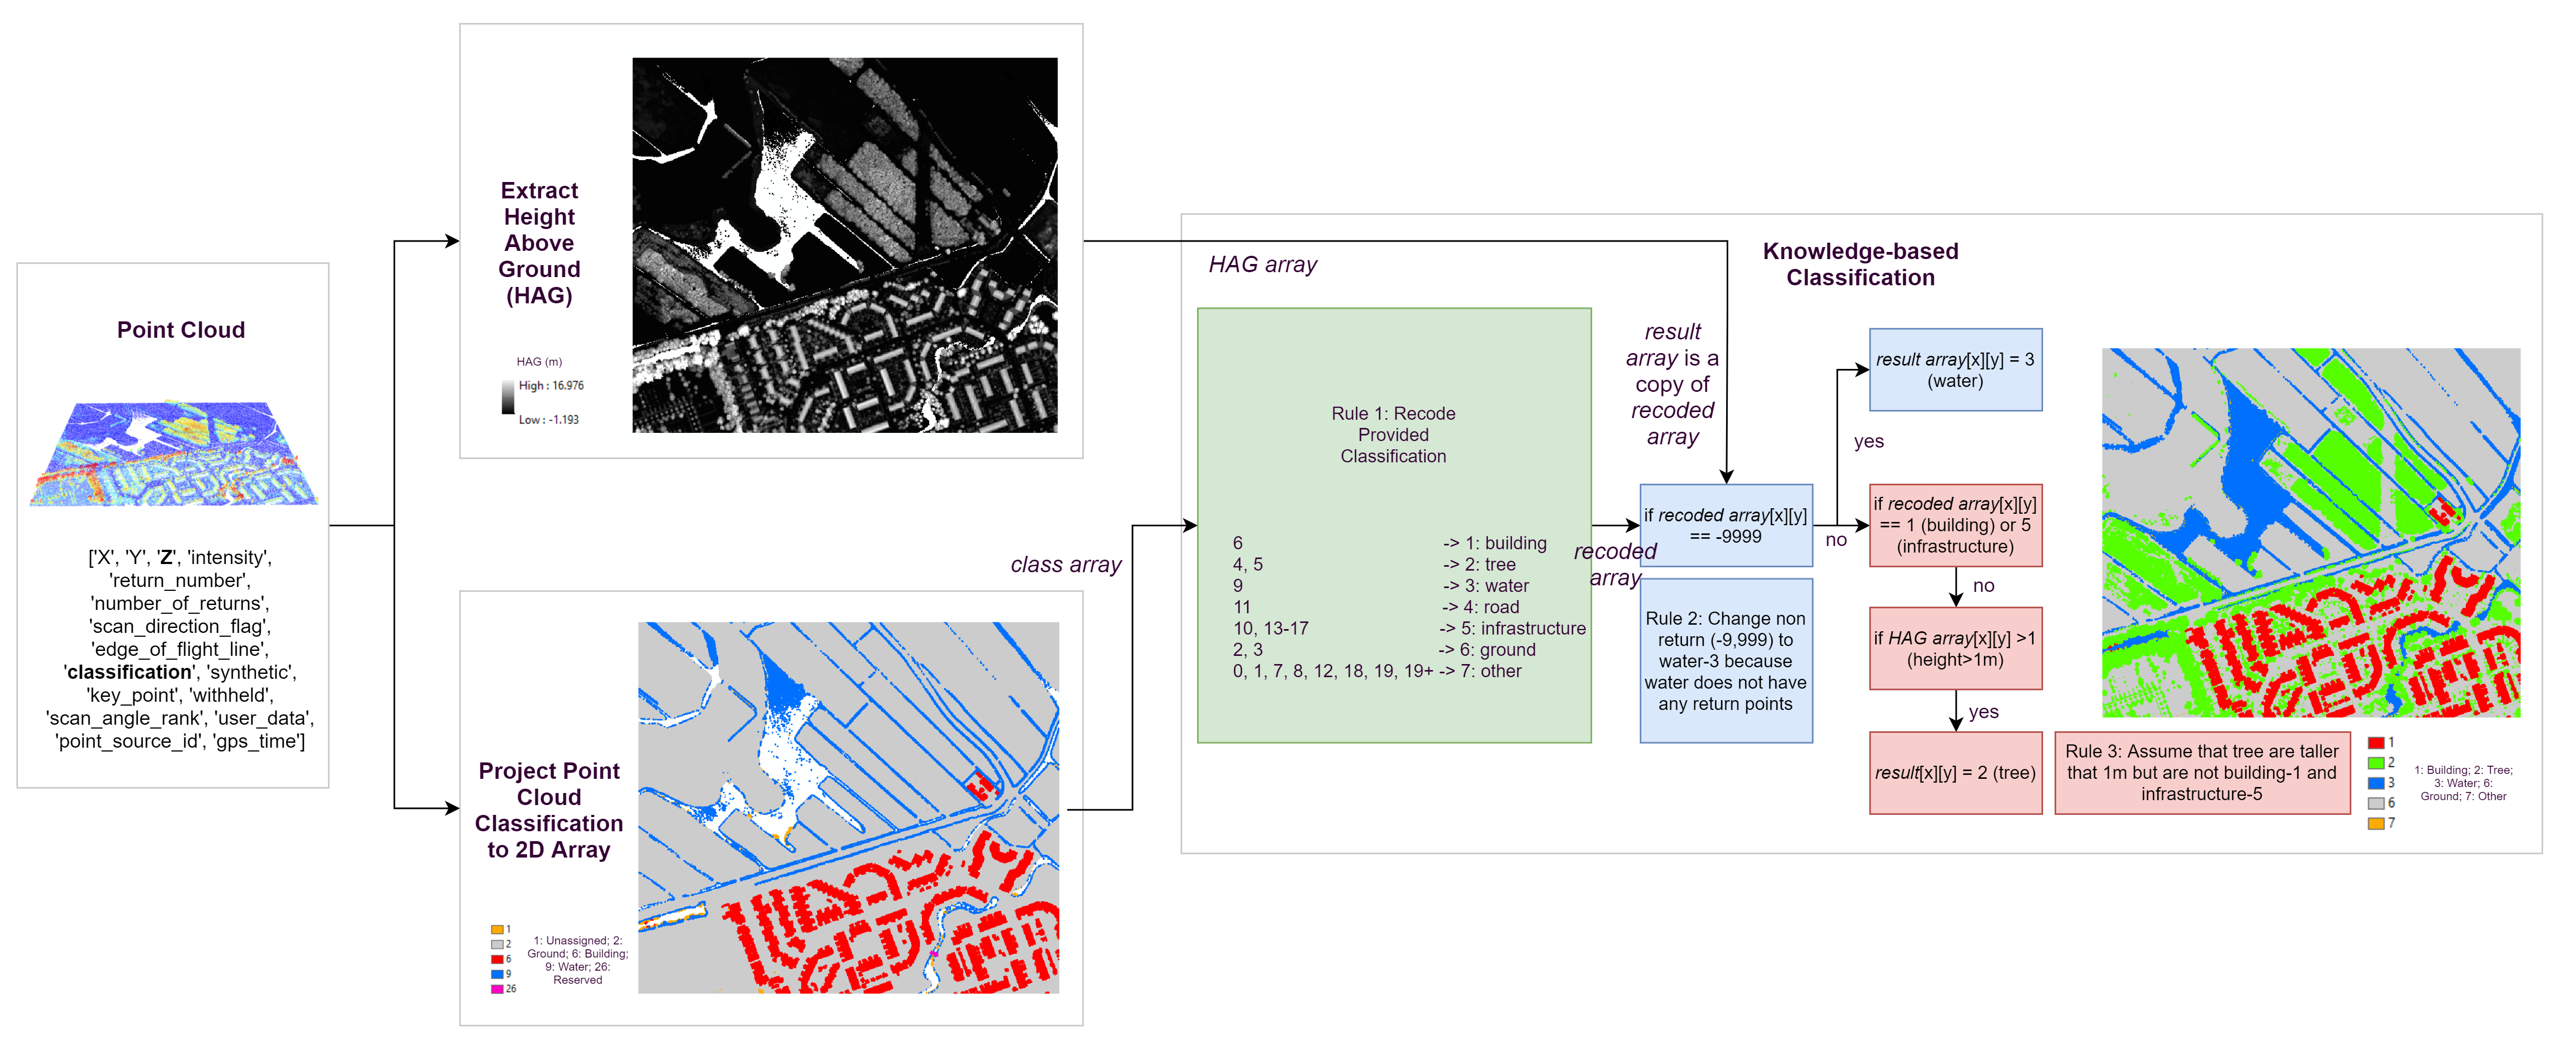 Point Cloud
['X', 'Y', 'Z', 'intensity',
'return_number',
'number_of_returns',
'scan_direction_flag',
'edge_of_flight_line',
'classification', 'synthetic',
'key_point', 'withheld',
'scan_angle_rank', 'user_data',
'point_source_id', 'gps_time']
Extract
Height
Above
Ground
(HAG)
HAG (m)
High : 16.976
Low : -1.193
Project Point
Cloud
Classification
to 2D Array
1
2
6
9
26
1: Unassigned; 2:
Ground; 6: Building;
9: Water; 26:
Reserved
class array
HAG array
Knowledge-based
Classification
Rule 1: Recode
Provided
Classification
6 -> 1: building
4, 5 -> 2: tree
9 -> 3: water
11 -> 4: road
10, 13-17 -> 5: infrastructure
2, 3 -> 6: ground
0, 1, 7, 8, 12, 18, 19, 19+ -> 7: other
recoded
array
result
array is a
copy of
recoded
array
if recoded array[x][y]
== -9999
Rule 2: Change non
return (-9,999) to
water-3 because
water does not have
any return points
yes
no
result array[x][y] = 3
(water)
if recoded array[x][y]
== 1 (building) or 5
(infrastructure)
no
if HAG array[x][y] >1
(height>1m)
yes
result[x][y] = 2 (tree)
Rule 3: Assume that tree are taller
that 1m but are not building-1 and
infrastructure-5
1
2
3
6
7
1: Building; 2: Tree;
3: Water; 6:
Ground; 7: Other